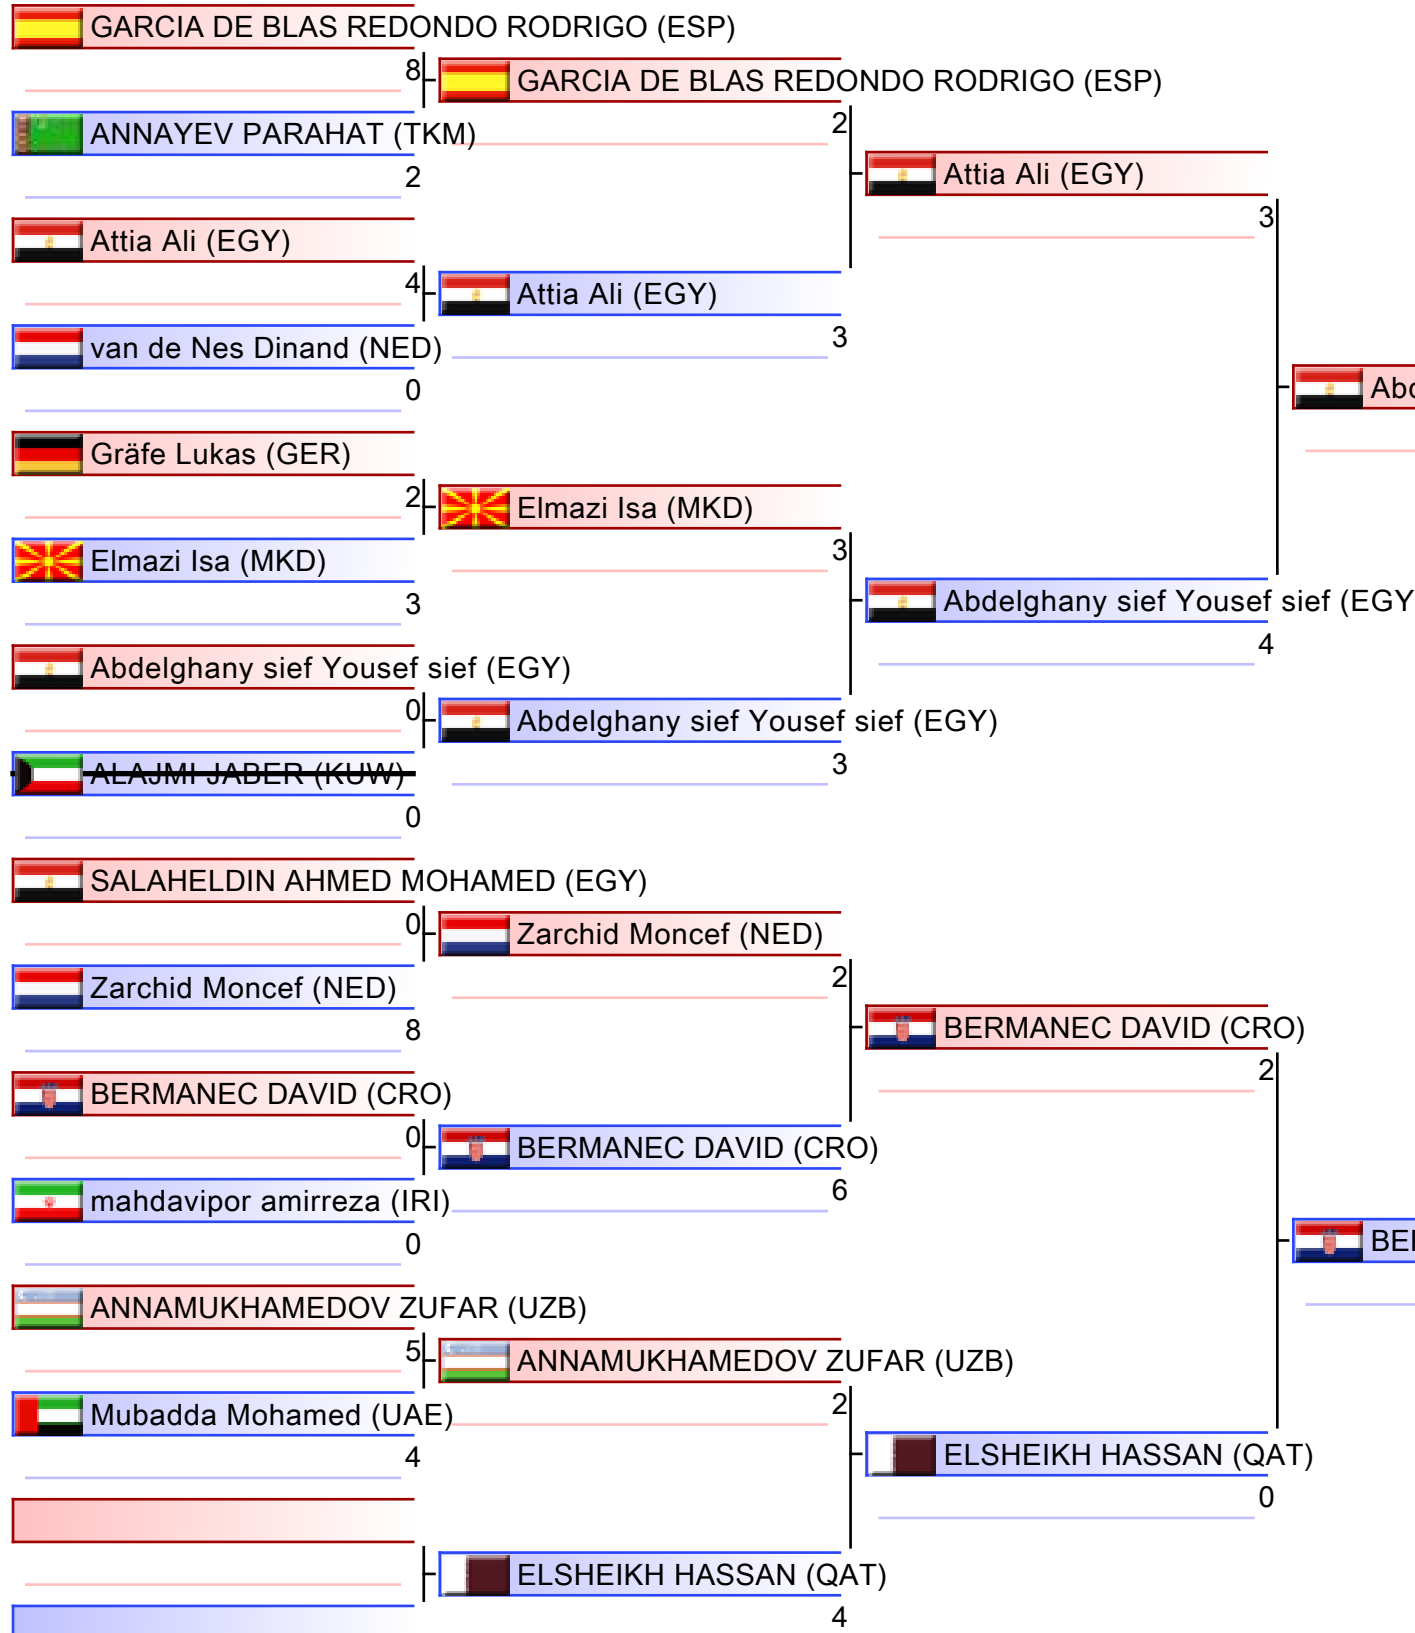 GARCIA DE BLAS REDONDO RODRIGO (ESP)
8
GARCIA DE BLAS REDONDO RODRIGO (ESP)
2
ANNAYEV PARAHAT (TKM)
2
Attia Ali (EGY)
3
Attia Ali (EGY)
4
Attia Ali (EGY)
3
van de Nes Dinand (NED)
0
Abd
Gräfe Lukas (GER)
2
Elmazi Isa (MKD)
3
Elmazi Isa (MKD)
3
Abdelghany sief Yousef sief (EGY
4
Abdelghany sief Yousef sief (EGY)
0
Abdelghany sief Yousef sief (EGY)
3
ALAJMI JABER (KUW)
0
SALAHELDIN AHMED MOHAMED (EGY)
0
Zarchid Moncef (NED)
2
Zarchid Moncef (NED)
8
BERMANEC DAVID (CRO)
2
BERMANEC DAVID (CRO)
0
BERMANEC DAVID (CRO)
6
mahdavipor amirreza (IRI)
0
BER
ANNAMUKHAMEDOV ZUFAR (UZB)
5
ANNAMUKHAMEDOV ZUFAR (UZB)
2
Mubadda Mohamed (UAE)
4
ELSHEIKH HASSAN (QAT)
0
ELSHEIKH HASSAN (QAT)
4